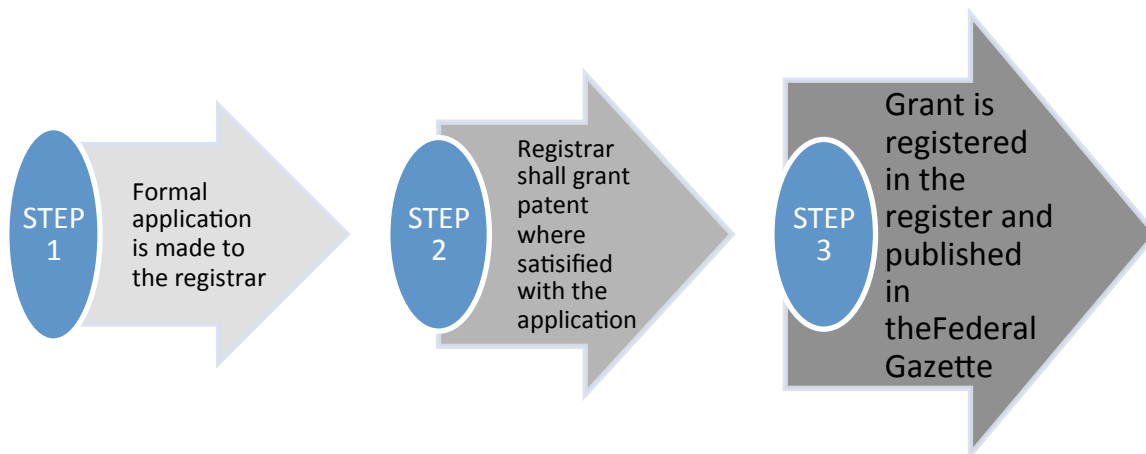 STEP
1
Formal
application
is made to
the registrar
STEP
2
Registrar
shall grant
patent
where
satisified
with the
application
STEP
3
Grant is
registered
in the
register and
published
in
theFederal
Gazette